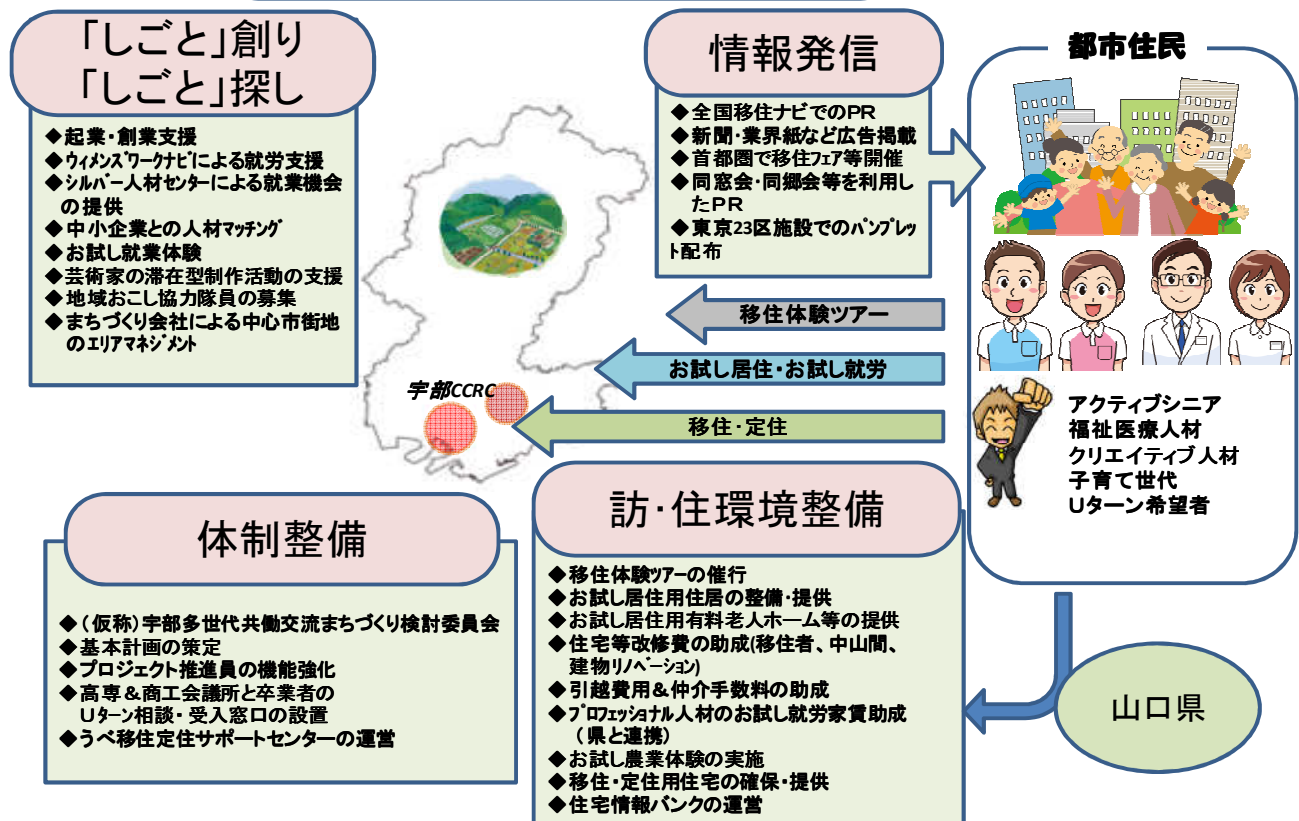 「しごと」創り
「しごと」探し
◆起業・創業支援
◆ウィメンズワークナビによる就労支援
◆シルバー人材センターによる就業機会
の提供
◆中小企業との人材マッチング
◆お試し就業体験
◆芸術家の滞在型制作活動の支援
◆地域おこし協力隊員の募集
◆まちづくり会社による中心市街地
のエリアマネジメント
情報発信
◆全国移住ナビでのPR
◆新聞・業界紙など広告掲載
◆首都圏で移住フェア等開催
◆同窓会・同郷会等を利用し
たPR
◆東京23区施設でのパンプレッ
ト配布
都市住民
アクティブシニア
福祉医療人材
クリエイティブ人材
子育て世代
Uターン希望者
移住体験ツアー
お試し居住・お試し就労
移住・定住
宇部CCRC
体制整備
◆（仮称）宇部多世代共働交流まちづくり検討委員会
◆基本計画の策定
◆プロジェクト推進員の機能強化
◆高専＆商工会議所と卒業者の
Uターン相談・受入窓口の設置
◆うべ移住定住サポートセンターの運営
訪・住環境整備
◆移住体験ツアーの催行
◆お試し居住用住居の整備・提供
◆お試し居住用有料老人ホーム等の提供
◆住宅等改修費の助成(移住者、中山間、
建物リノベーション)
◆引越費用＆仲介手数料の助成
◆プロフェッショナル人材のお試し就労家賃助成
（県と連携）
◆お試し農業体験の実施
◆移住・定住用住宅の確保・提供
◆住宅情報バンクの運営
山口県